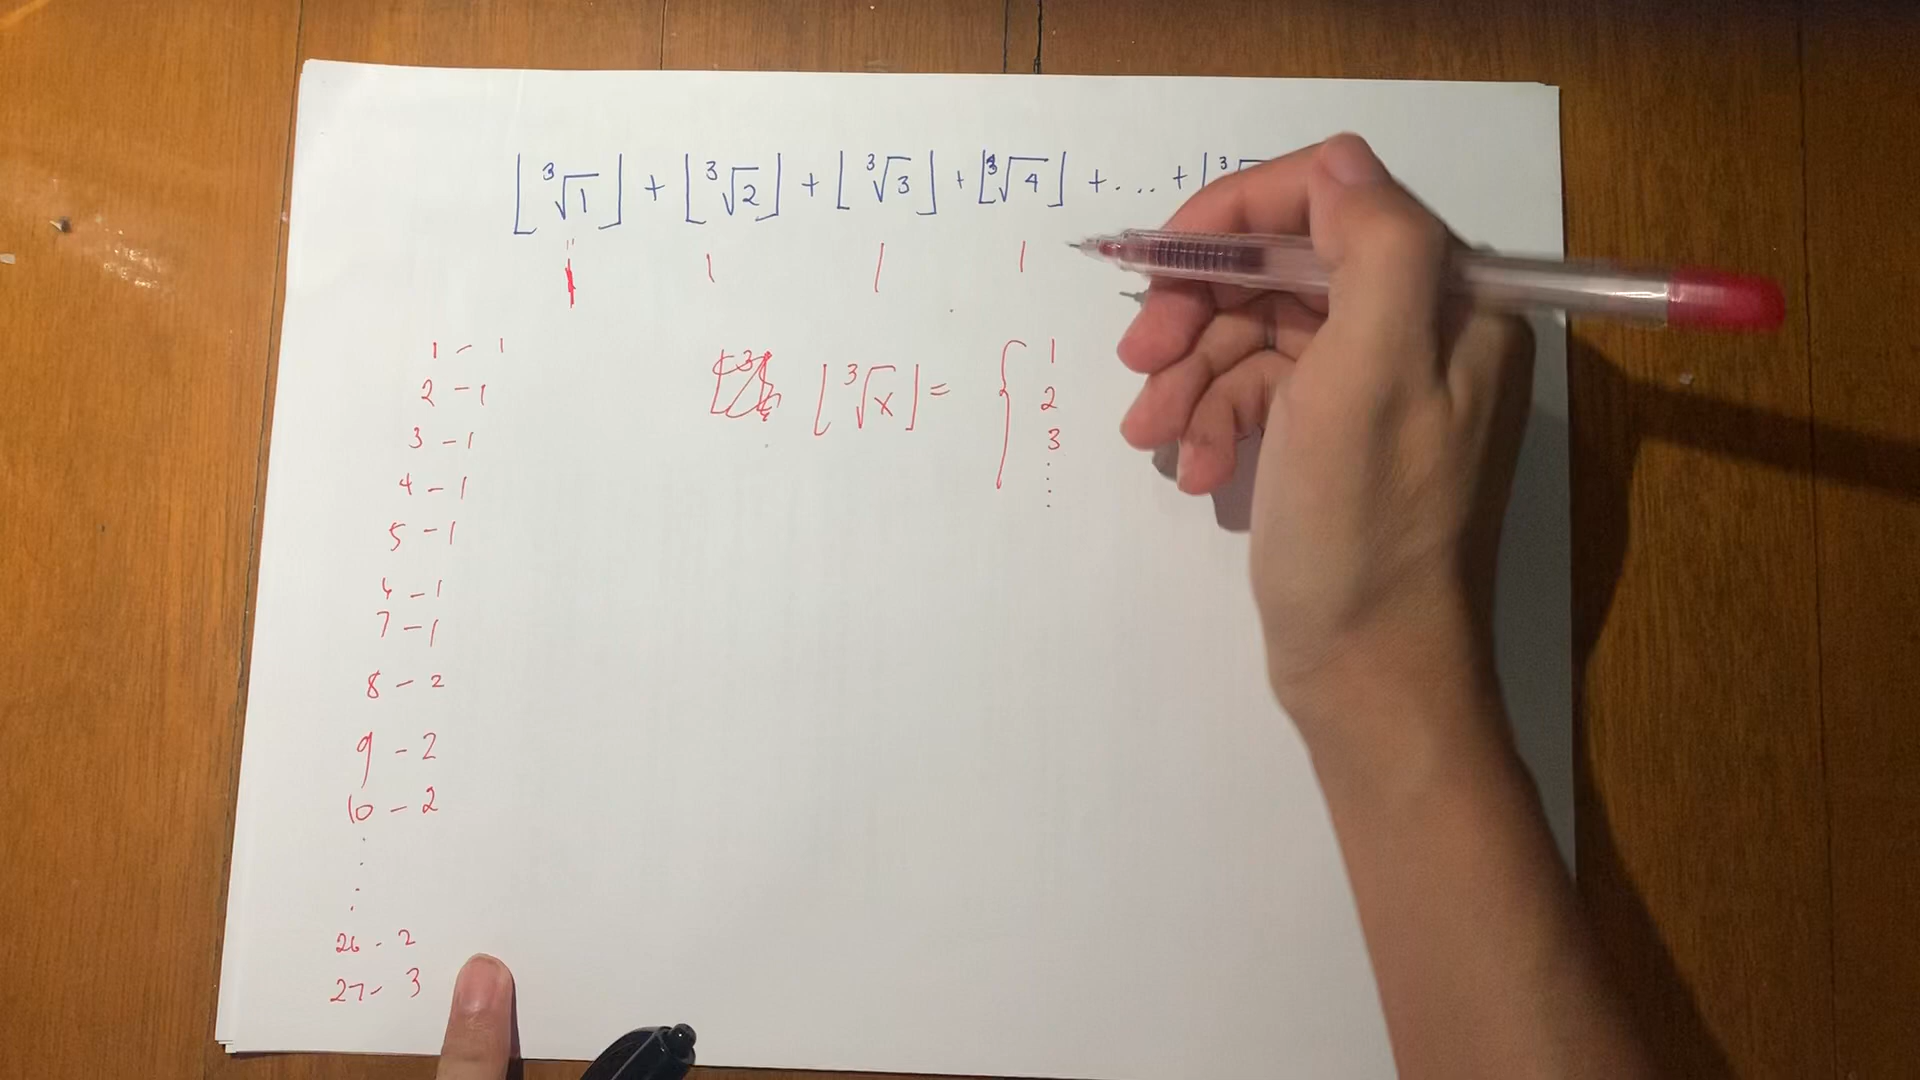 ⌊∛1⌋ + ⌊∛2⌋ + ⌊∛3⌋ + ⌊∛4⌋ + . . . + ⌊∛
1 1 1 1
1 - 1
2 - 1
3 - 1
4 - 1
5 - 1
6 - 1
7 - 1
8 - 2
9 - 2
10 - 2
26 - 2
27 - 3
⌊∛x⌋ = {
1
2
3